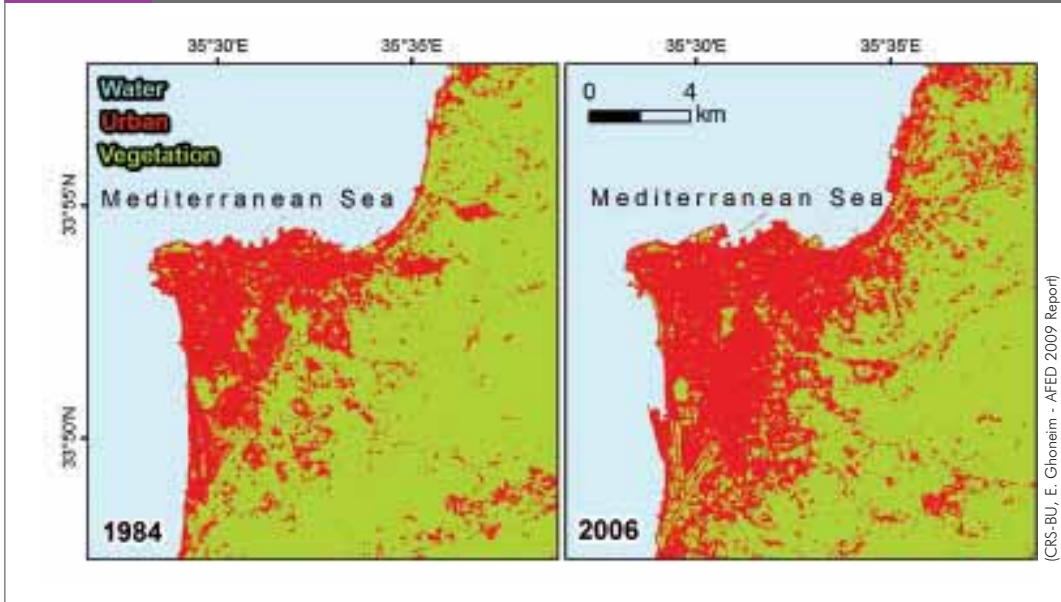 35°30'E 35°35'E 35°30'E 35°35'E
Water
Urban
Vegetation
0 4
km
33°55'N
Mediterranean Sea
Mediterranean Sea
33°50'N
1984
2006
(CRS-BU, E. Ghoneim - AFED 2009 Report)